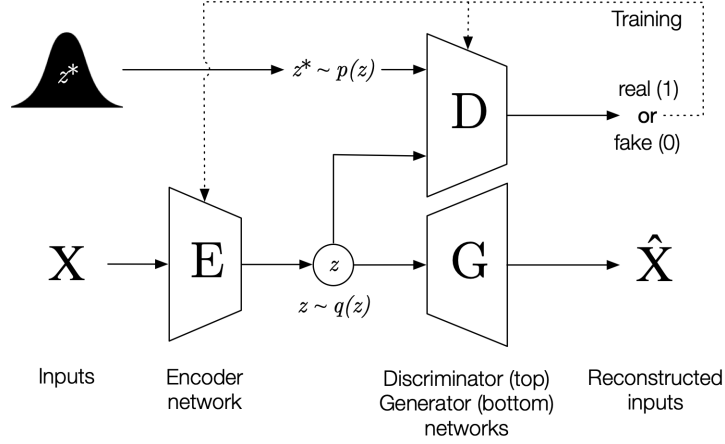 Training
z*
z* ~ p(z)
D
real (1)
or
fake (0)
X
E
z
G
X̂
z ~ q(z)
Inputs
Encoder
network
Discriminator (top)
Generator (bottom)
networks
Reconstructed
inputs